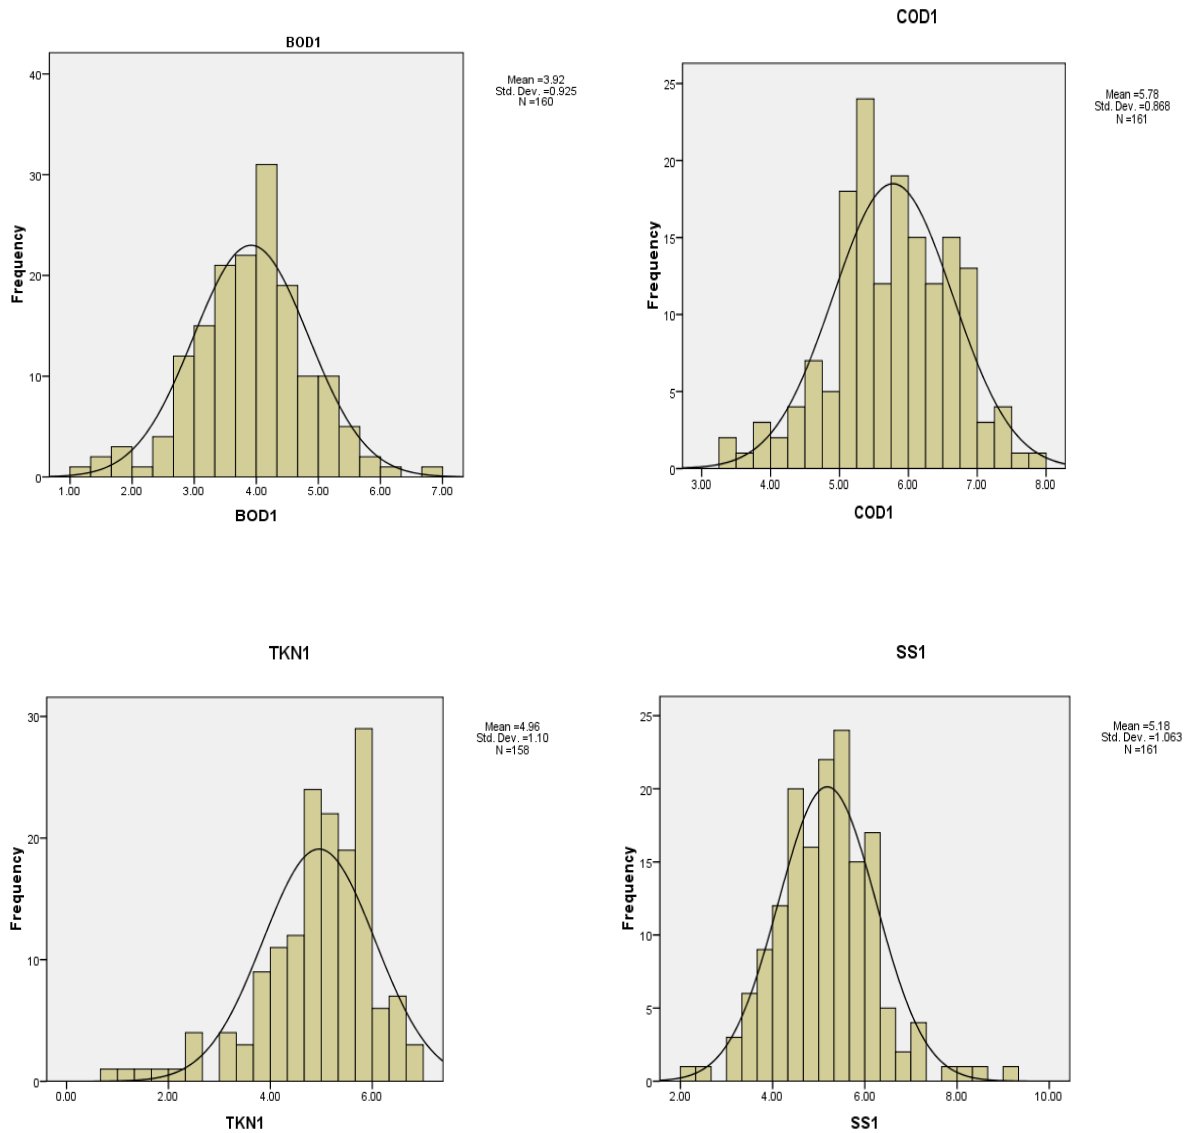 BOD1
Mean =3.92
Std. Dev. =0.925
N =160
40
30
20
10
0
Frequency
1.00 2.00 3.00 4.00 5.00 6.00 7.00
BOD1
COD1
Mean =5.78
Std. Dev. =0.868
N =161
25
20
15
10
5
0
Frequency
3.00 4.00 5.00 6.00 7.00 8.00
COD1
TKN1
Mean =4.96
Std. Dev. =1.10
N =158
30
20
10
0
Frequency
0.00 2.00 4.00 6.00
TKN1
SS1
Mean =5.18
Std. Dev. =1.063
N =161
25
20
15
10
5
0
Frequency
2.00 4.00 6.00 8.00 10.00
SS1